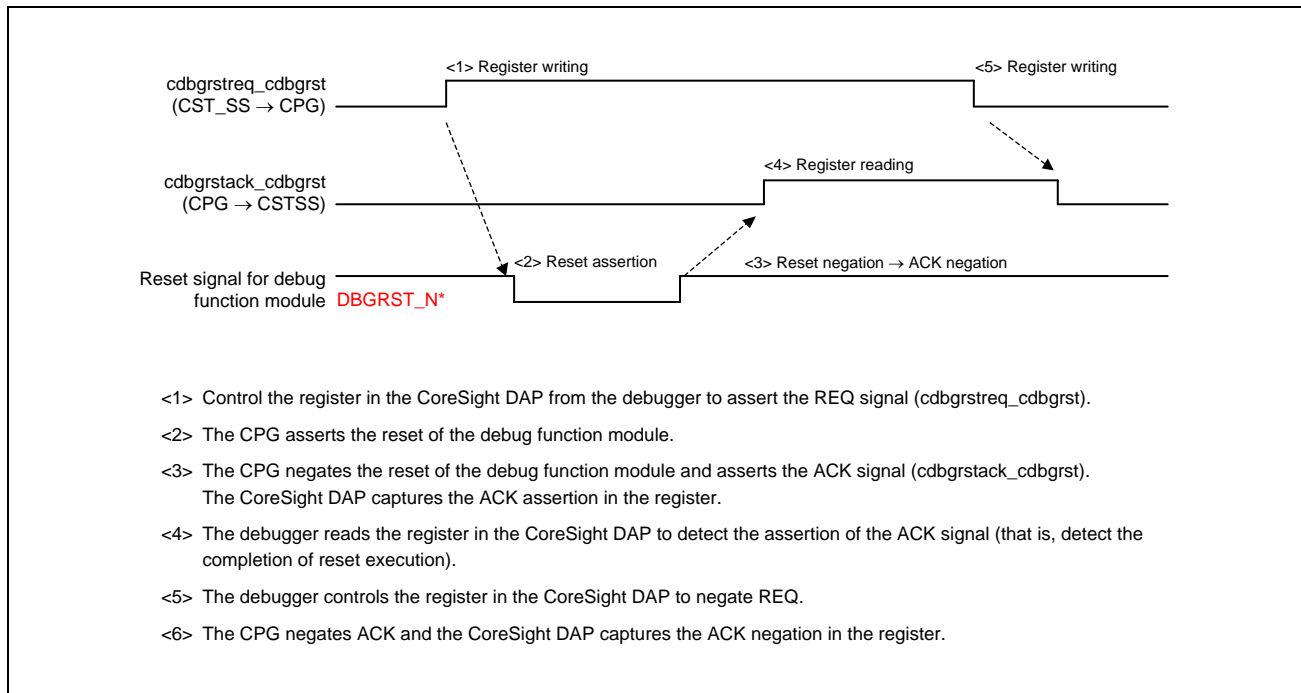 <1> Register writing
<5> Register writing
cdbgrstreq_cdbgrst
(CST_SS → CPG)
<4> Register reading
cdbgrstack_cdbgrst
(CPG → CSTSS)
<2> Reset assertion
<3> Reset negation → ACK negation
Reset signal for debug
function module DBGRST_N*
<1> Control the register in the CoreSight DAP from the debugger to assert the REQ signal (cdbgrstreq_cdbgrst).
<2> The CPG asserts the reset of the debug function module.
<3> The CPG negates the reset of the debug function module and asserts the ACK signal (cdbgrstack_cdbgrst).
The CoreSight DAP captures the ACK assertion in the register.
<4> The debugger reads the register in the CoreSight DAP to detect the assertion of the ACK signal (that is, detect the
completion of reset execution).
<5> The debugger controls the register in the CoreSight DAP to negate REQ.
<6> The CPG negates ACK and the CoreSight DAP captures the ACK negation in the register.